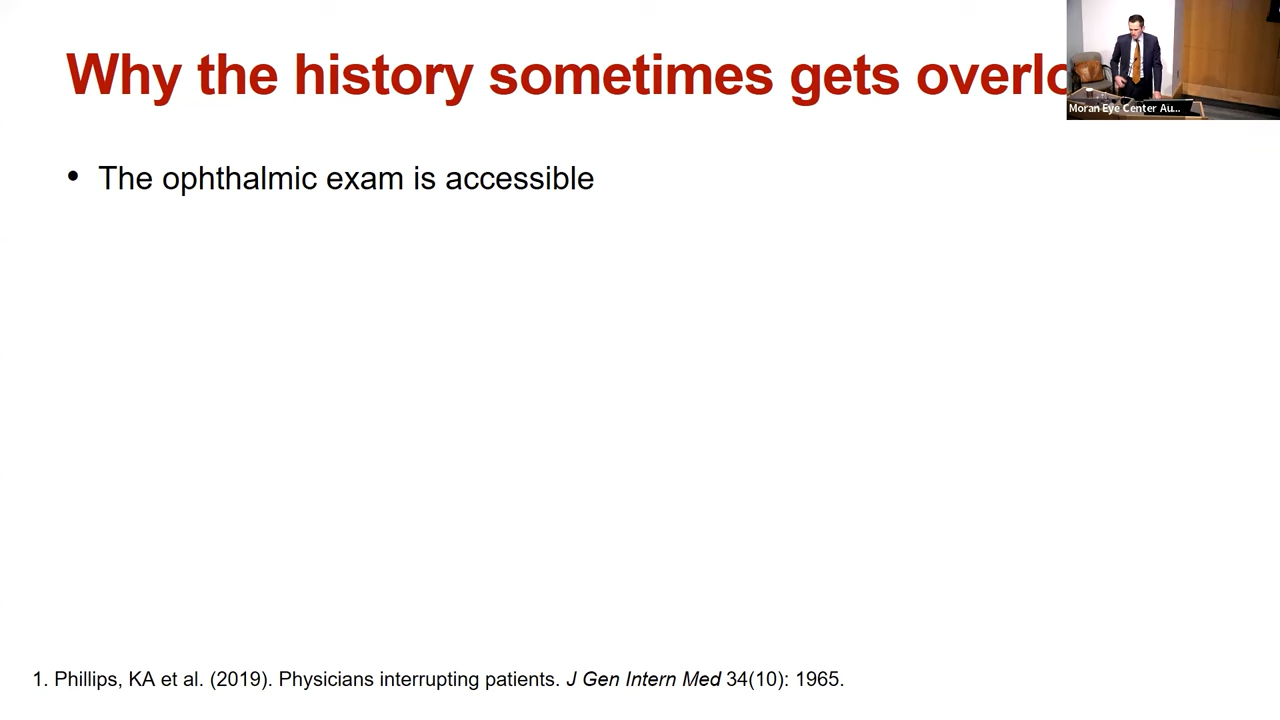 Why the history sometimes gets overlo
Moran Eye Center Au...
• The ophthalmic exam is accessible
1. Phillips, KA et al. (2019). Physicians interrupting patients. J Gen Intern Med 34(10): 1965.